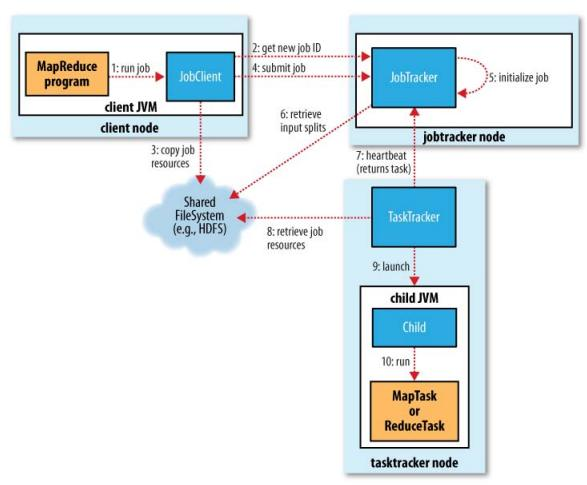 MapReduce
program
1: run job
JobClient
client JVM
client node
2: get new job ID
4: submit job
JobTracker
5: initialize job
jobtracker node
3: copy job
resources
6: retrieve
input splits
7: heartbeat
(returns task)
Shared
FileSystem
(e.g., HDFS)
8: retrieve job
resources
TaskTracker
9: launch
child JVM
Child
10: run
MapTask
or
ReduceTask
tasktracker node